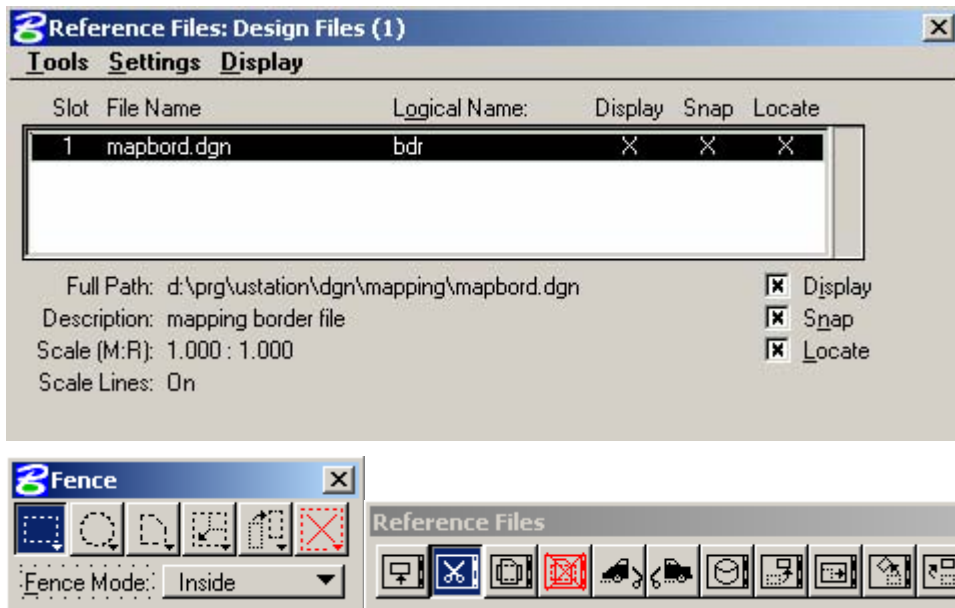 Reference Files: Design Files (1)
Tools Settings Display
Slot File Name Logical Name: Display Snap Locate
1 mapbord.dgn bdr X X X
Full Path: d:\prg\ustation\dgn\mapping\mapbord.dgn
Display
Description: mapping border file
Snap
Scale (M:R): 1.000 : 1.000
Locate
Scale Lines: On
Fence
Reference Files
Fence Mode: Inside